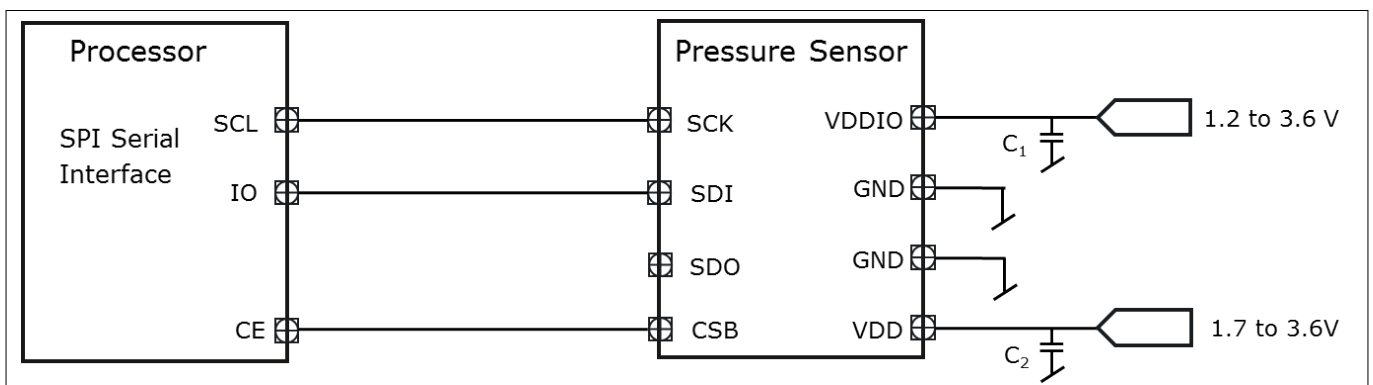 Processor
SPI Serial
Interface
SCL
IO
CE
Pressure Sensor
SCK
SDI
SDO
CSB
VDDIO
GND
GND
VDD
C₁
C₂
1.2 to 3.6 V
1.7 to 3.6V